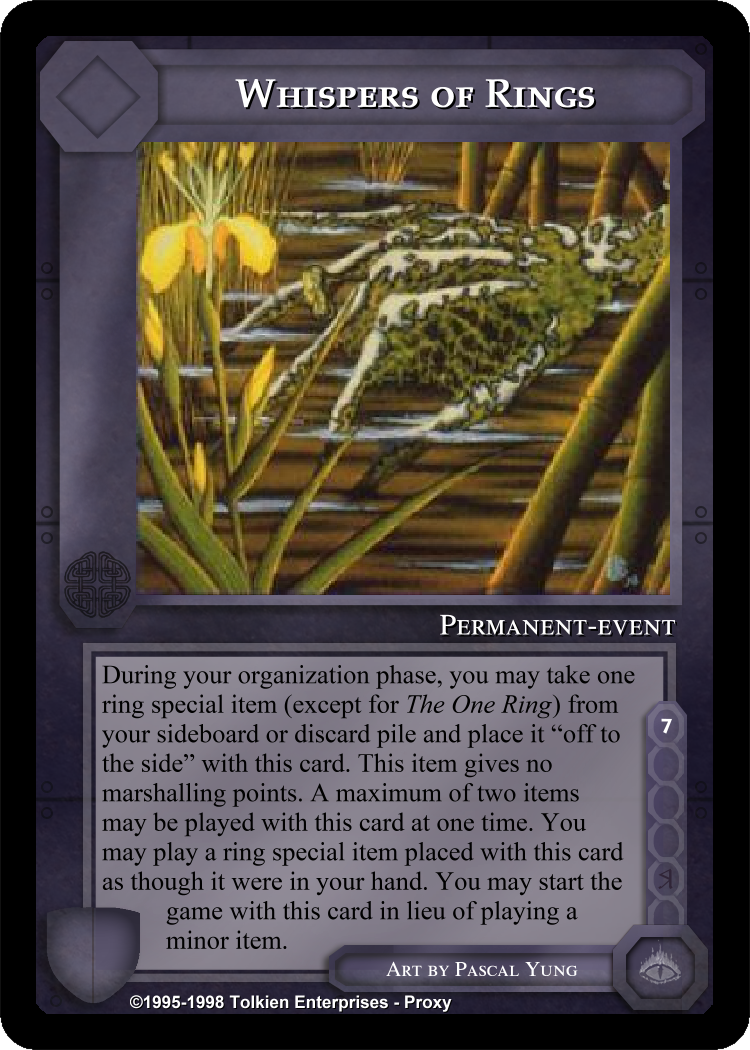 Whispers of Rings
Permanent-event
During your organization phase, you may take one
ring special item (except for The One Ring) from
your sideboard or discard pile and place it “off to
the side” with this card. This item gives no
marshalling points. A maximum of two items
may be played with this card at one time. You
may play a ring special item placed with this card
as though it were in your hand. You may start the
game with this card in lieu of playing a
minor item.
7
Art by Pascal Yung
©1995-1998 Tolkien Enterprises - Proxy